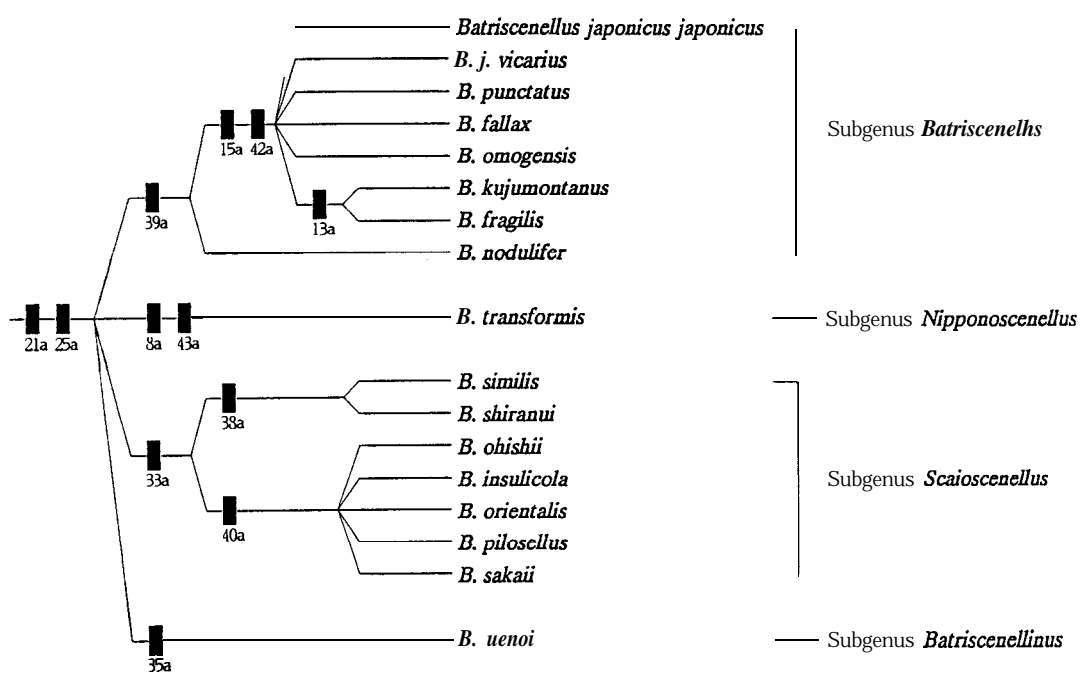 Batriscenellus japonicus japonicus
B. j. vicarius
B. punctatus
B. fallax
B. omogensis
B. kujumontanus
B. fragilis
B. nodulifer
B. transformis
B. similis
B. shiranui
B. ohishii
B. insulicola
B. orientalis
B. pilosellus
B. sakaii
B. uenoi
Subgenus Batriscenelhs
Subgenus Nipponoscenellus
Subgenus Scaioscenellus
Subgenus Batriscenellinus
15a 42a
13a
39a
21a 25a 8a 43a
38a
33a
40a
35a